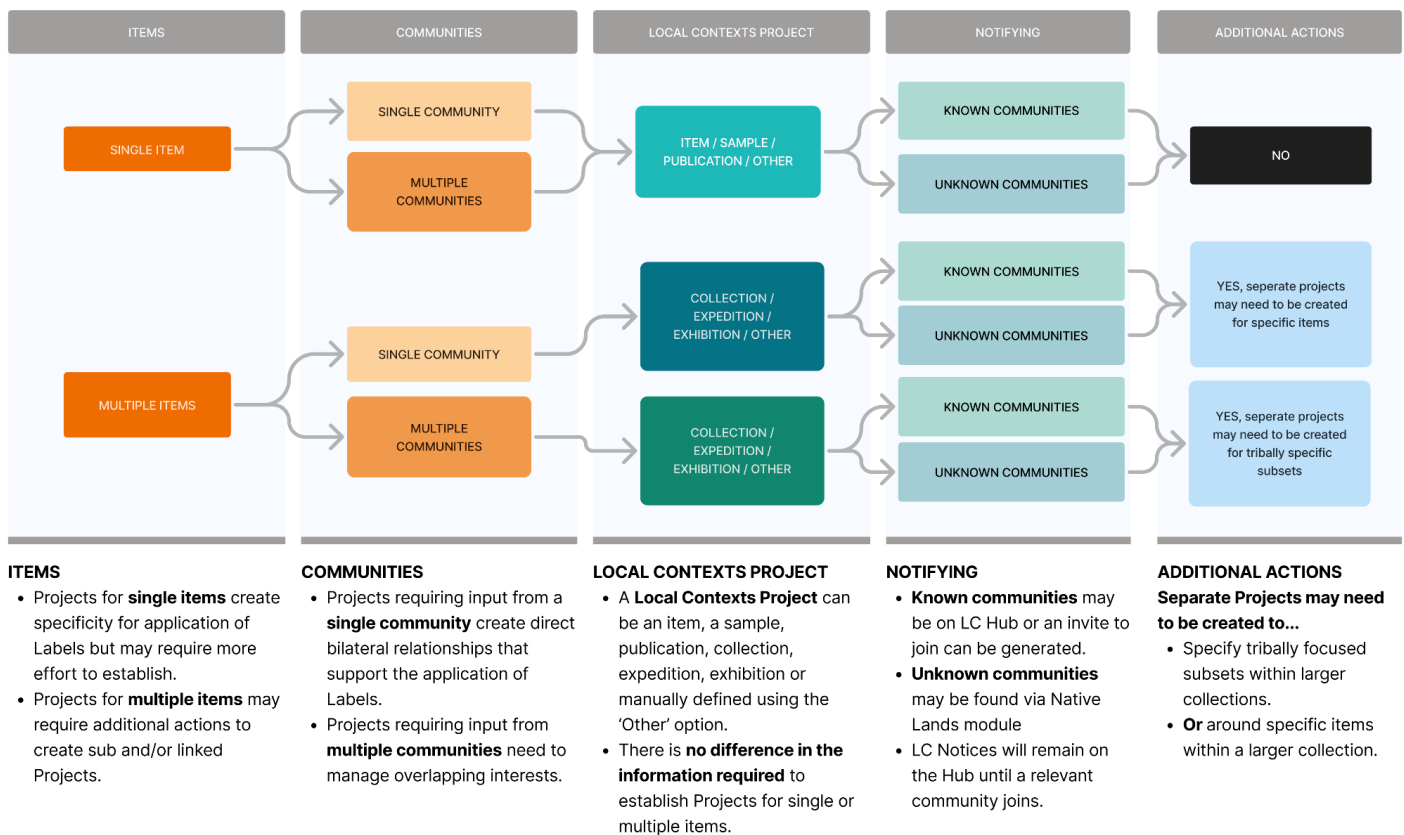 ITEMS
COMMUNITIES
LOCAL CONTEXTS PROJECT
NOTIFYING
ADDITIONAL ACTIONS
SINGLE ITEM
SINGLE COMMUNITY
MULTIPLE
COMMUNITIES
ITEM / SAMPLE /
PUBLICATION / OTHER
KNOWN COMMUNITIES
UNKNOWN COMMUNITIES
NO
MULTIPLE ITEMS
SINGLE COMMUNITY
MULTIPLE
COMMUNITIES
COLLECTION /
EXPEDITION /
EXHIBITION / OTHER
KNOWN COMMUNITIES
UNKNOWN COMMUNITIES
YES, seperate projects
may need to be created
for specific items
COLLECTION /
EXPEDITION /
EXHIBITION / OTHER
KNOWN COMMUNITIES
UNKNOWN COMMUNITIES
YES, seperate projects
may need to be created
for tribally specific
subsets
ITEMS
• Projects for single items create
specificity for application of
Labels but may require more
effort to establish.
• Projects for multiple items may
require additional actions to
create sub and/or linked
Projects.
COMMUNITIES
• Projects requiring input from a
single community create direct
bilateral relationships that
support the application of
Labels.
• Projects requiring input from
multiple communities need to
manage overlapping interests.
LOCAL CONTEXTS PROJECT
• A Local Contexts Project can
be an item, a sample,
publication, collection,
expedition, exhibition or
manually defined using the
‘Other’ option.
• There is no difference in the
information required to
establish Projects for single or
multiple items.
NOTIFYING
• Known communities may
be on LC Hub or an invite to
join can be generated.
• Unknown communities
may be found via Native
Lands module
• LC Notices will remain on
the Hub until a relevant
community joins.
ADDITIONAL ACTIONS
Separate Projects may need
to be created to...
• Specify tribally focused
subsets within larger
collections.
• Or around specific items
within a larger collection.